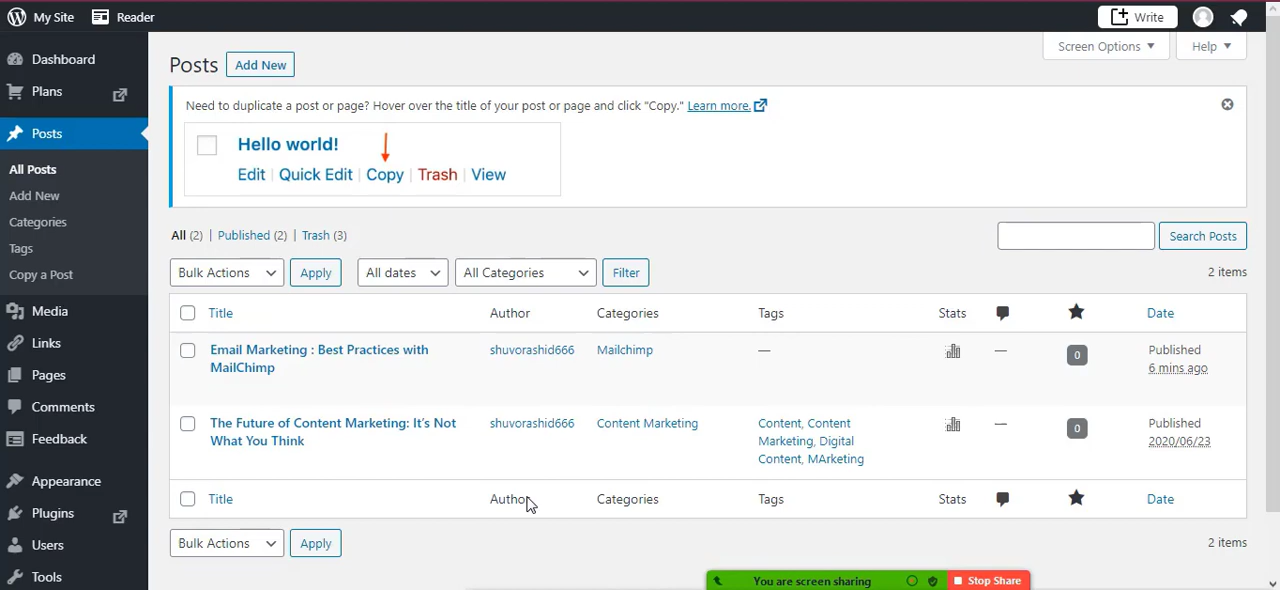 My Site Reader Write
Screen Options Help
Dashboard
Plans
Posts
All Posts
Add New
Categories
Tags
Copy a Post
Media
Links
Pages
Comments
Feedback
Appearance
Plugins
Users
Tools
Posts Add New
Need to duplicate a post or page? Hover over the title of your post or page and click "Copy." Learn more.
Hello world!
Edit | Quick Edit | Copy | Trash | View
All (2) | Published (2) | Trash (3) Search Posts
Bulk Actions Apply All dates All Categories Filter 2 items
Title Author Categories Tags Stats Date
Email Marketing : Best Practices with shuvorashid666 Mailchimp — — 0 Published
MailChimp 6 mins ago
The Future of Content Marketing: It's Not shuvorashid666 Content Marketing Content, Content — 0 Published
What You Think Marketing, Digital 2020/06/23
Content, MArketing
Title Author Categories Tags Stats Date
Bulk Actions Apply 2 items
You are screen sharing Stop Share